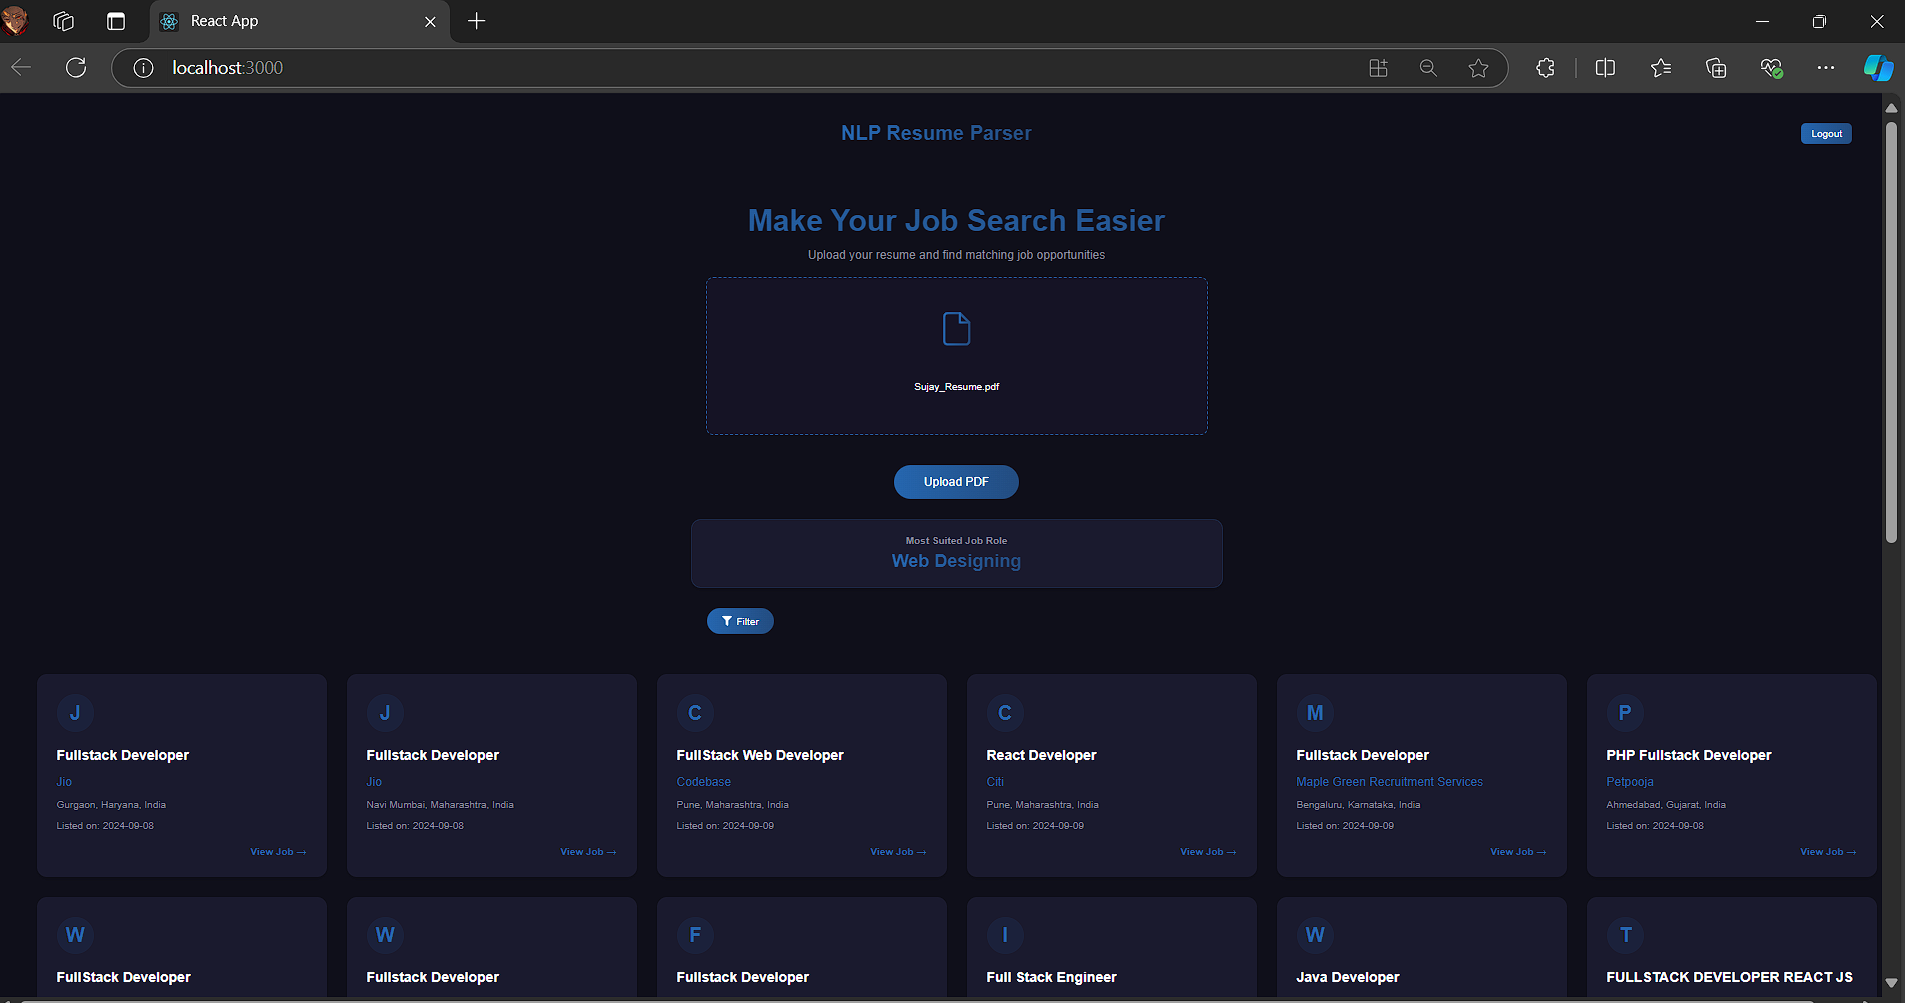 React App
localhost:3000
NLP Resume Parser
Logout
Make Your Job Search Easier
Upload your resume and find matching job opportunities
Sujay_Resume.pdf
Upload PDF
Most Suited Job Role
Web Designing
Filter
J
Fullstack Developer
Jio
Gurgaon, Haryana, India
Listed on: 2024-09-08
View Job →
J
Fullstack Developer
Jio
Navi Mumbai, Maharashtra, India
Listed on: 2024-09-08
View Job →
C
FullStack Web Developer
Codebase
Pune, Maharashtra, India
Listed on: 2024-09-09
View Job →
C
React Developer
Citi
Pune, Maharashtra, India
Listed on: 2024-09-09
View Job →
M
Fullstack Developer
Maple Green Recruitment Services
Bengaluru, Karnataka, India
Listed on: 2024-09-09
View Job →
P
PHP Fullstack Developer
Petpooja
Ahmedabad, Gujarat, India
Listed on: 2024-09-08
View Job →
W
FullStack Developer
W
Fullstack Developer
F
Fullstack Developer
I
Full Stack Engineer
W
Java Developer
T
FULLSTACK DEVELOPER REACT JS